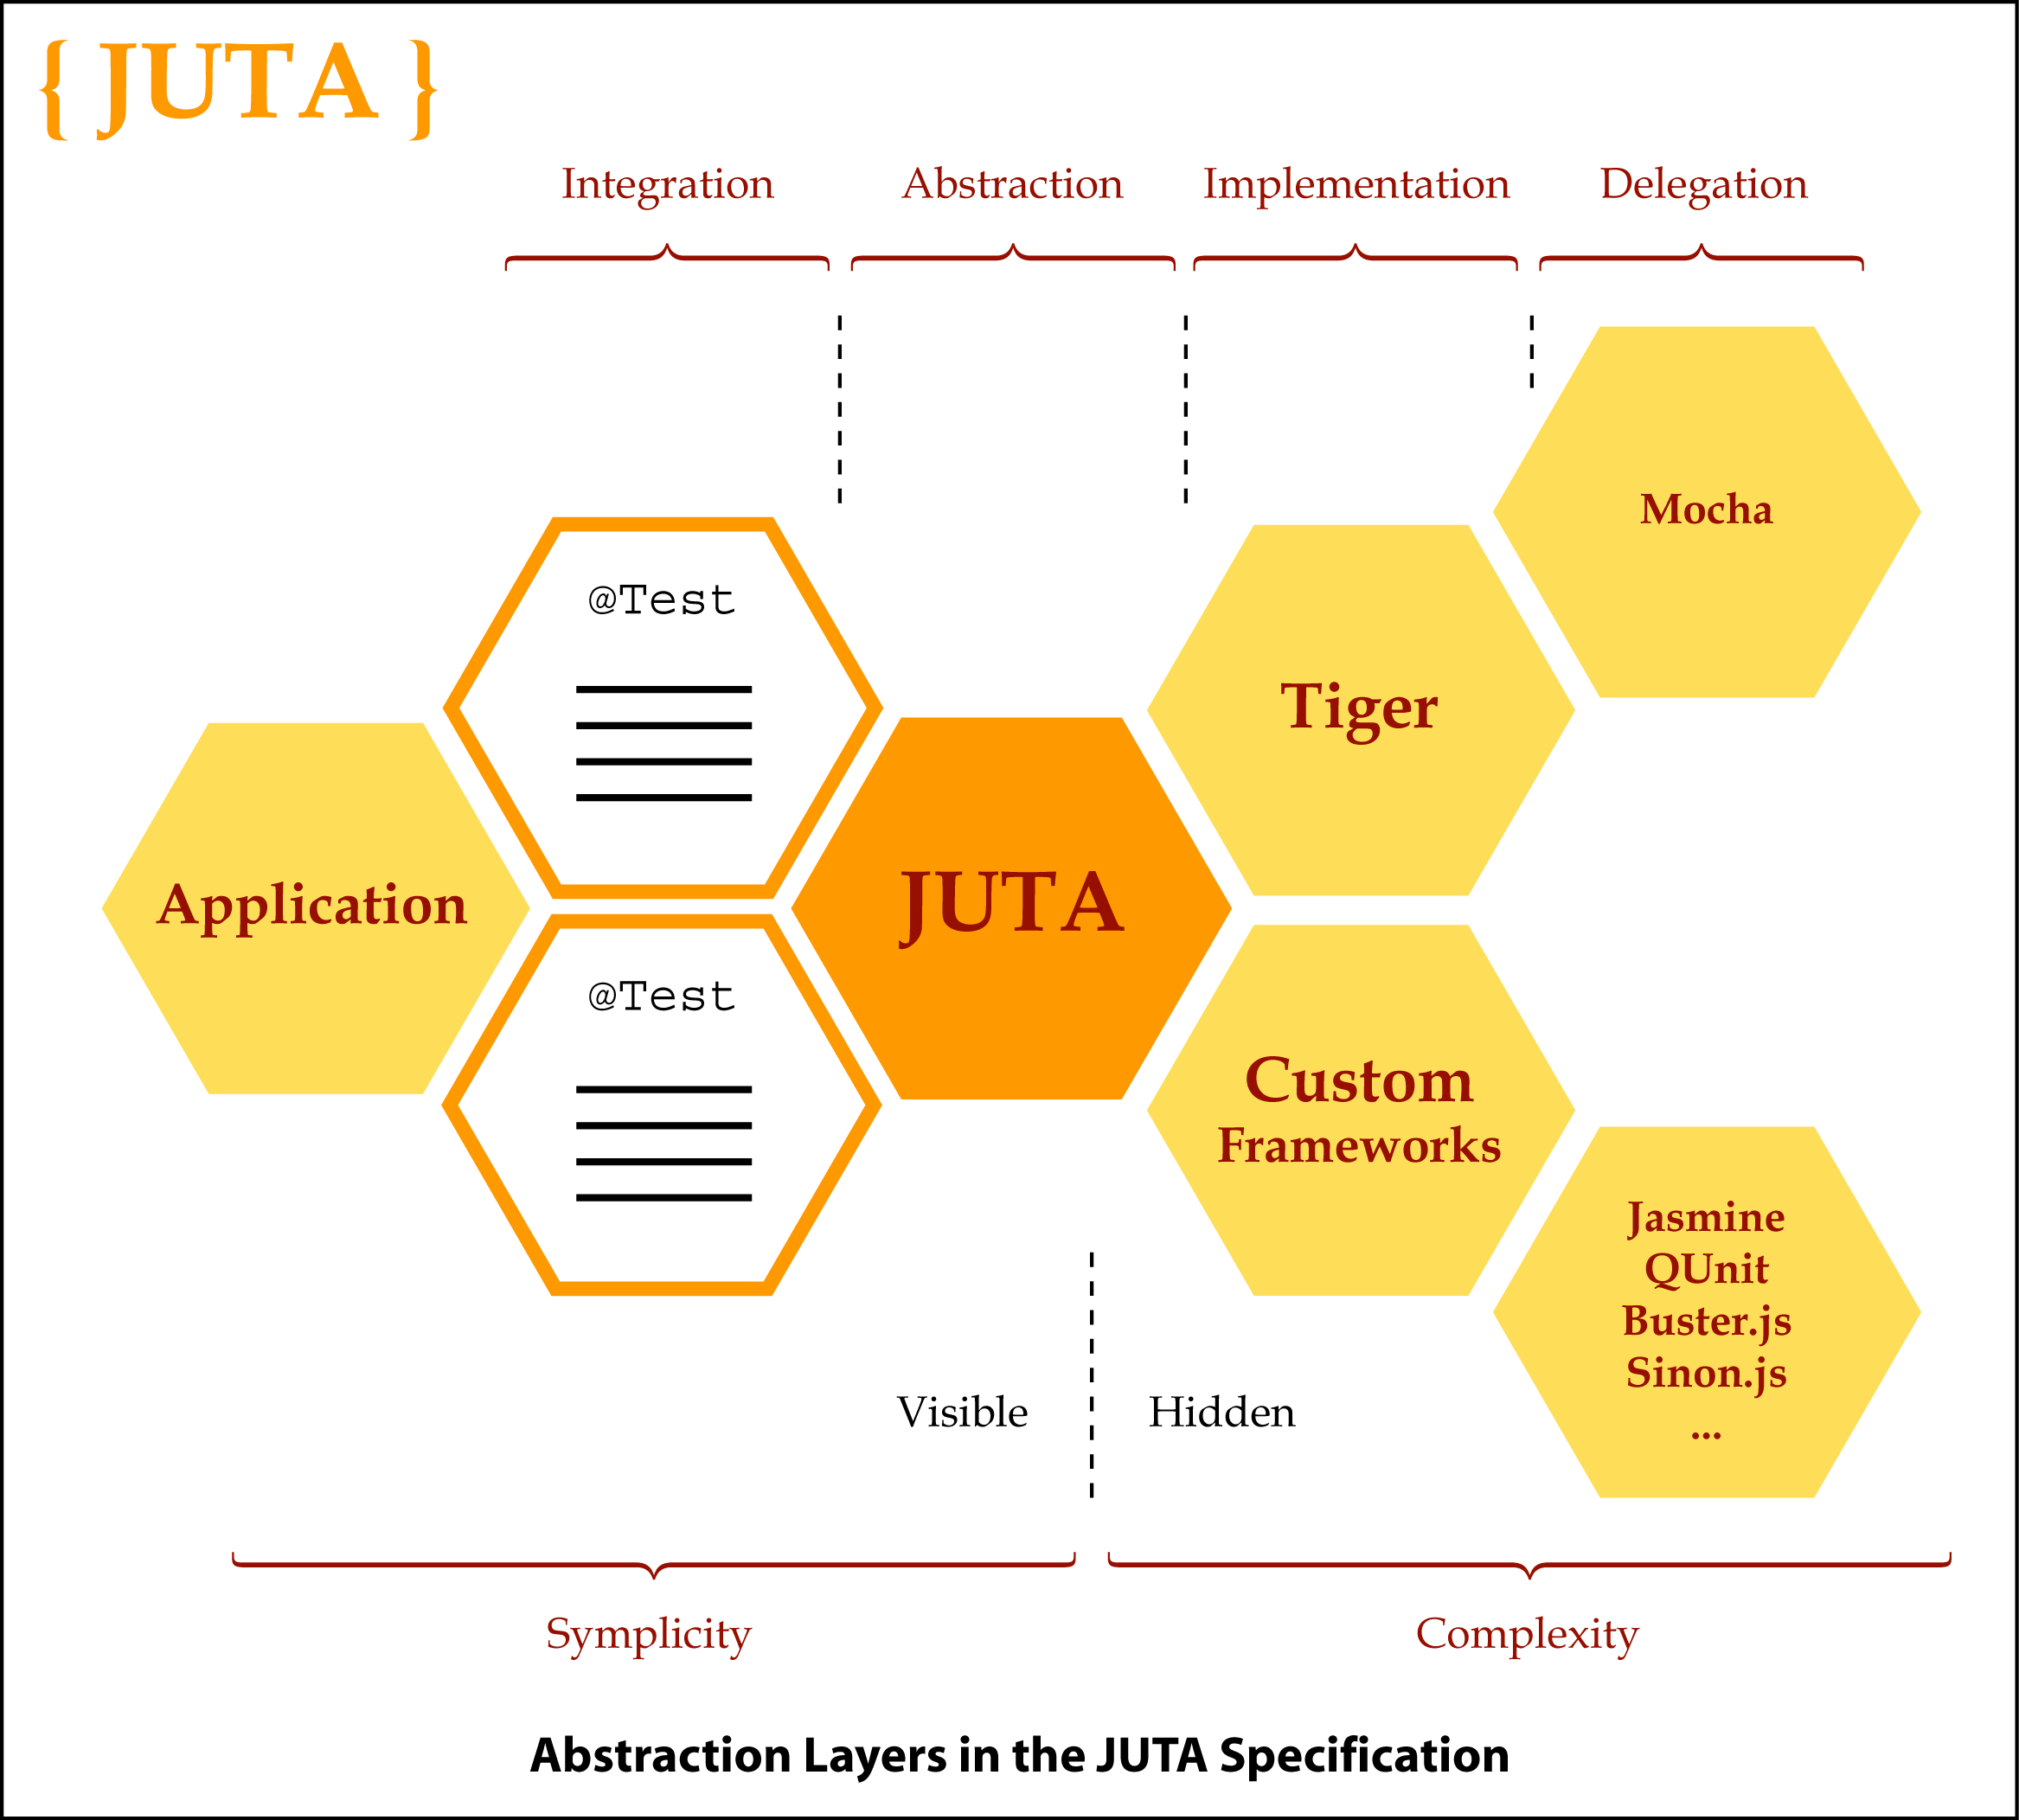 { JUTA }
Integration
Abstraction
Implementation
Delegation
Mocha
@Test
Tiger
Application
JUTA
@Test
Custom
Frameworks
Jasmine
QUnit
Buster.js
Sinon.js
...
Visible
Hidden
Symplicity
Complexity
Abstraction Layers in the JUTA Specification